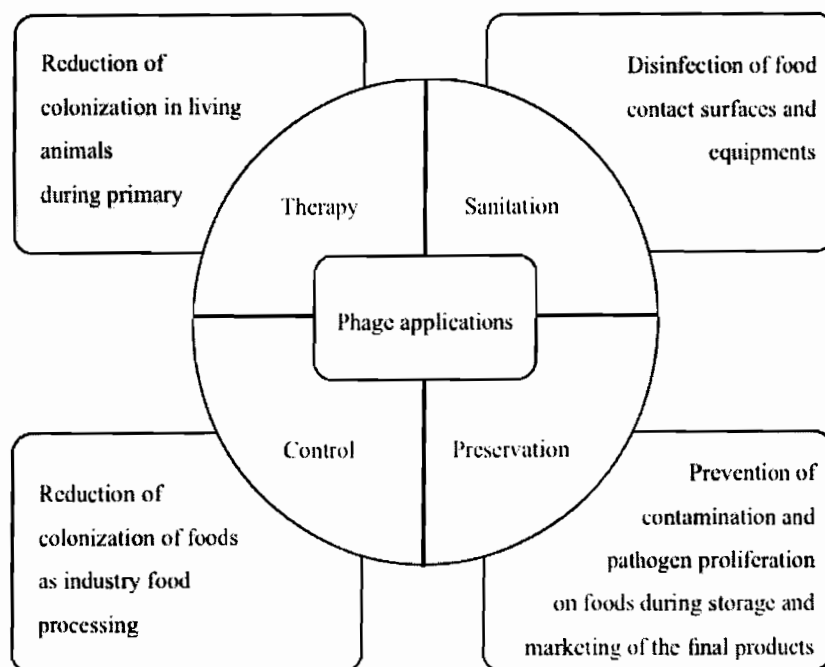 Reduction of
colonization in living
animals
during primary
Disinfection of food
contact surfaces and
equipments
Therapy
Sanitation
Phage applications
Control
Preservation
Reduction of
colonization of foods
as industry food
processing
Prevention of
contamination and
pathogen proliferation
on foods during storage and
marketing of the final products